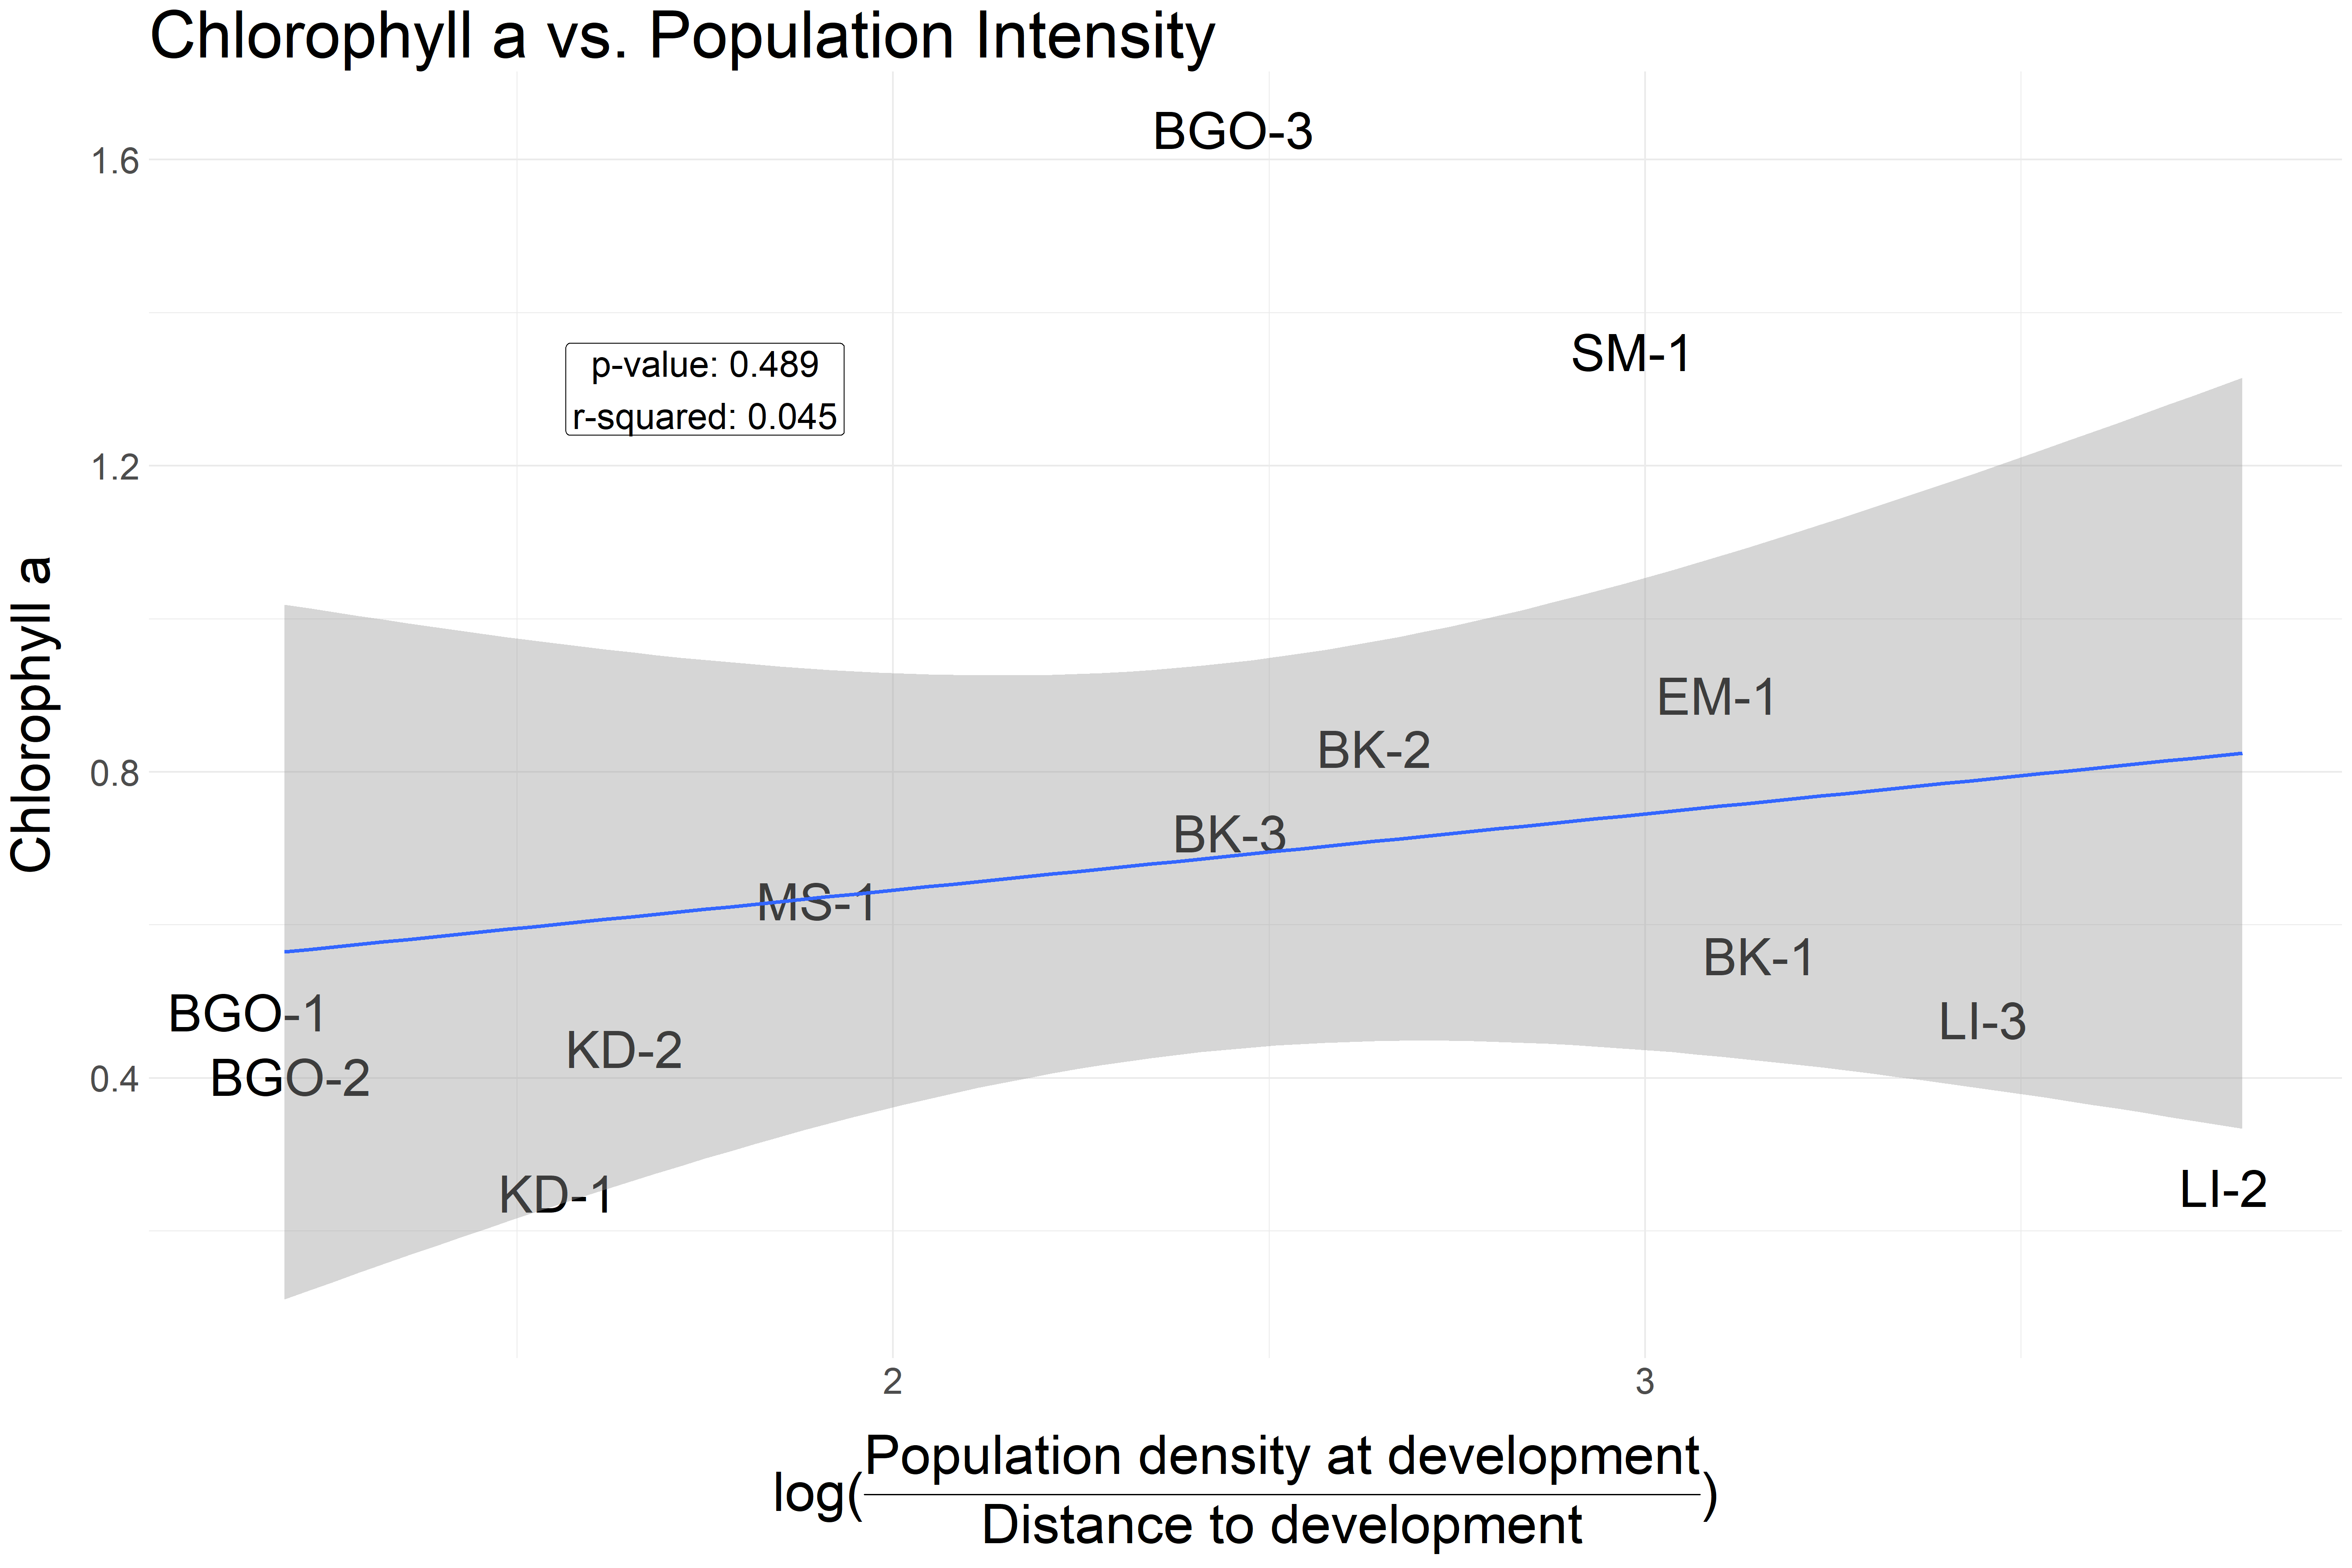 Chlorophyll a vs. Population Intensity
BGO-3
1.6
SM-1
p-value: 0.489
r-squared: 0.045
1.2
Chlorophyll a
EM-1
BK-2
0.8
BK-3
MS-1
BK-1
BGO-1
LI-3
KD-2
BGO-2
0.4
KD-1
LI-2
2
3
Population density at development
log( )
Distance to development